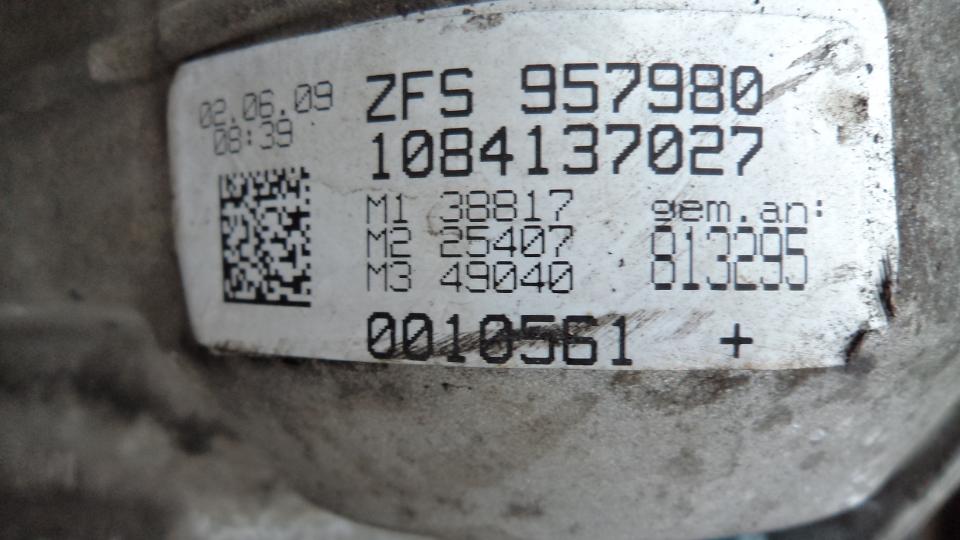 02.06.09
08:39
ZFS 957980
1084137027
M1 38817
M2 25407
M3 49040
gem.an:
813295
0010561 +